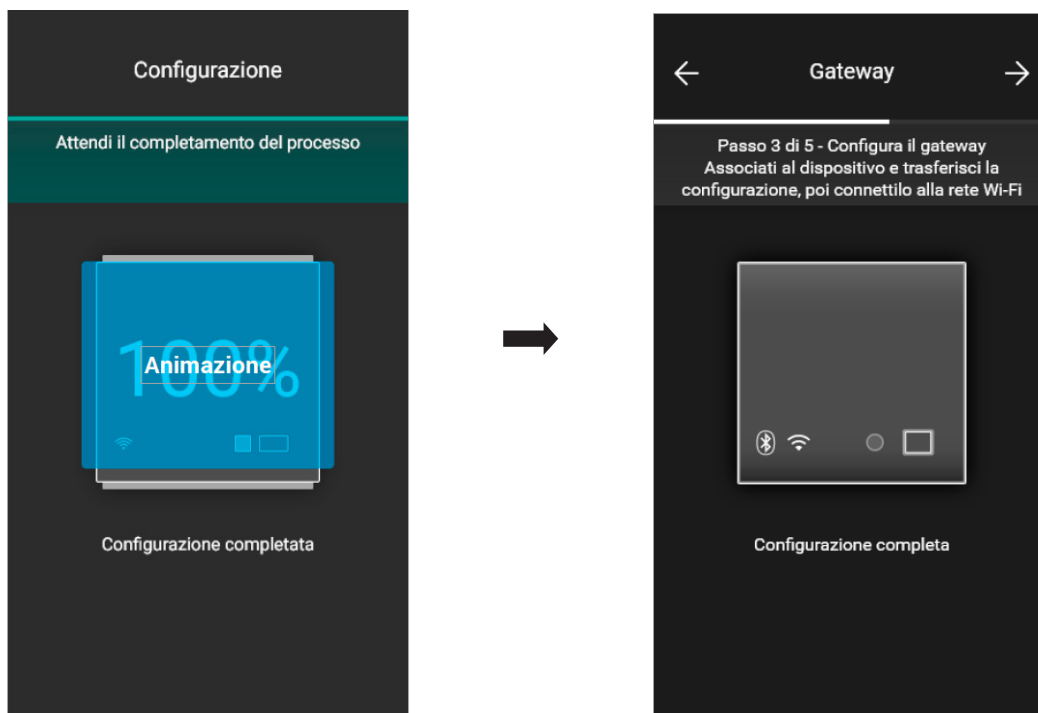 Configurazione
Attendi il completamento del processo
100%
Animazione
Configurazione completata
Gateway
Passo 3 di 5 - Configura il gateway
Associati al dispositivo e trasferisci la
configurazione, poi connettilo alla rete Wi-Fi
Configurazione completa